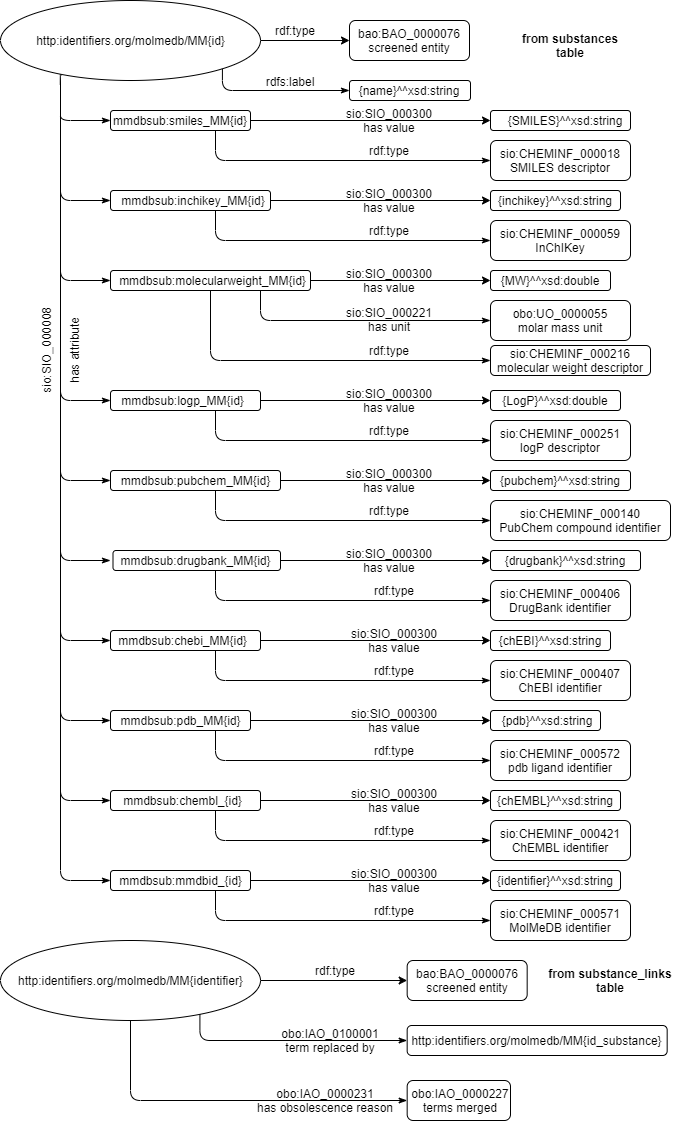 http:identifiers.org/molmedb/MM{id}
rdf:type
bao:BAO_0000076
screened entity
from substances
table
rdfs:label
{name}^^xsd:string
sio:SIO_000008
has attribute
mmdbsub:smiles_MM{id}
sio:SIO_000300
has value
{SMILES}^^xsd:string
rdf:type
sio:CHEMINF_000018
SMILES descriptor
mmdbsub:inchikey_MM{id}
sio:SIO_000300
has value
{inchikey}^^xsd:string
rdf:type
sio:CHEMINF_000059
InChIKey
mmdbsub:molecularweight_MM{id}
sio:SIO_000300
has value
{MW}^^xsd:double
sio:SIO_000221
has unit
obo:UO_0000055
molar mass unit
rdf:type
sio:CHEMINF_000216
molecular weight descriptor
mmdbsub:logp_MM{id}
sio:SIO_000300
has value
{LogP}^^xsd:double
rdf:type
sio:CHEMINF_000251
logP descriptor
mmdbsub:pubchem_MM{id}
sio:SIO_000300
has value
{pubchem}^^xsd:string
rdf:type
sio:CHEMINF_000140
PubChem compound identifier
mmdbsub:drugbank_MM{id}
sio:SIO_000300
has value
{drugbank}^^xsd:string
rdf:type
sio:CHEMINF_000406
DrugBank identifier
mmdbsub:chebi_MM{id}
sio:SIO_000300
has value
{chEBI}^^xsd:string
rdf:type
sio:CHEMINF_000407
ChEBI identifier
mmdbsub:pdb_MM{id}
sio:SIO_000300
has value
{pdb}^^xsd:string
rdf:type
sio:CHEMINF_000572
pdb ligand identifier
mmdbsub:chembl_{id}
sio:SIO_000300
has value
{chEMBL}^^xsd:string
rdf:type
sio:CHEMINF_000421
ChEMBL identifier
mmdbsub:mmdbid_{id}
sio:SIO_000300
has value
{identifier}^^xsd:string
rdf:type
sio:CHEMINF_000571
MolMeDB identifier
http:identifiers.org/molmedb/MM{identifier}
rdf:type
bao:BAO_0000076
screened entity
from substance_links
table
obo:IAO_0100001
term replaced by
http:identifiers.org/molmedb/MM{id_substance}
obo:IAO_0000231
has obsolescence reason
obo:IAO_0000227
terms merged